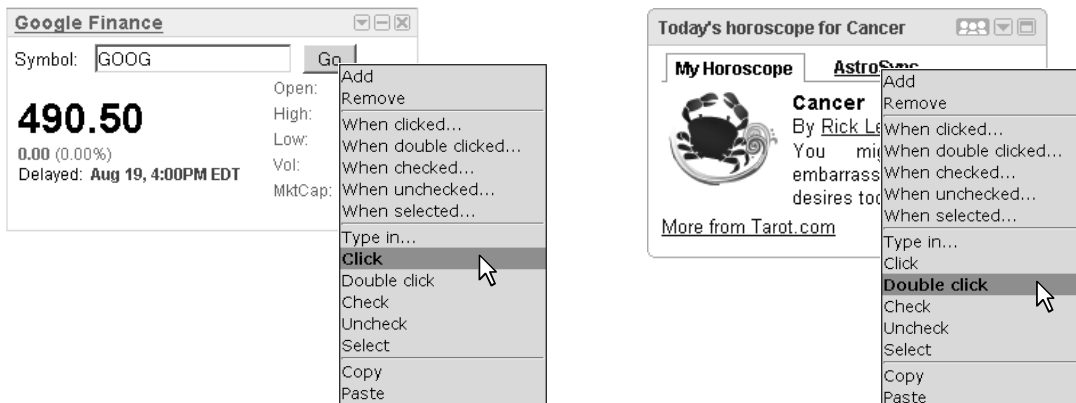 Google Finance
Symbol: GOOG Go
490.50
0.00 (0.00%)
Delayed: Aug 19, 4:00PM EDT
Open:
High:
Low:
Vol:
MktCap:
Add
Remove
When clicked...
When double clicked...
When checked...
When unchecked...
When selected...
Type in...
Click
Double click
Check
Uncheck
Select
Copy
Paste
Today's horoscope for Cancer
My Horoscope AstroSync
Cancer
By Rick
You
desires
More from Tarot.com
Add
Remove
When clicked...
When double clicked...
When checked...
When unchecked...
When selected...
Type in...
Click
Double click
Check
Uncheck
Select
Copy
Paste